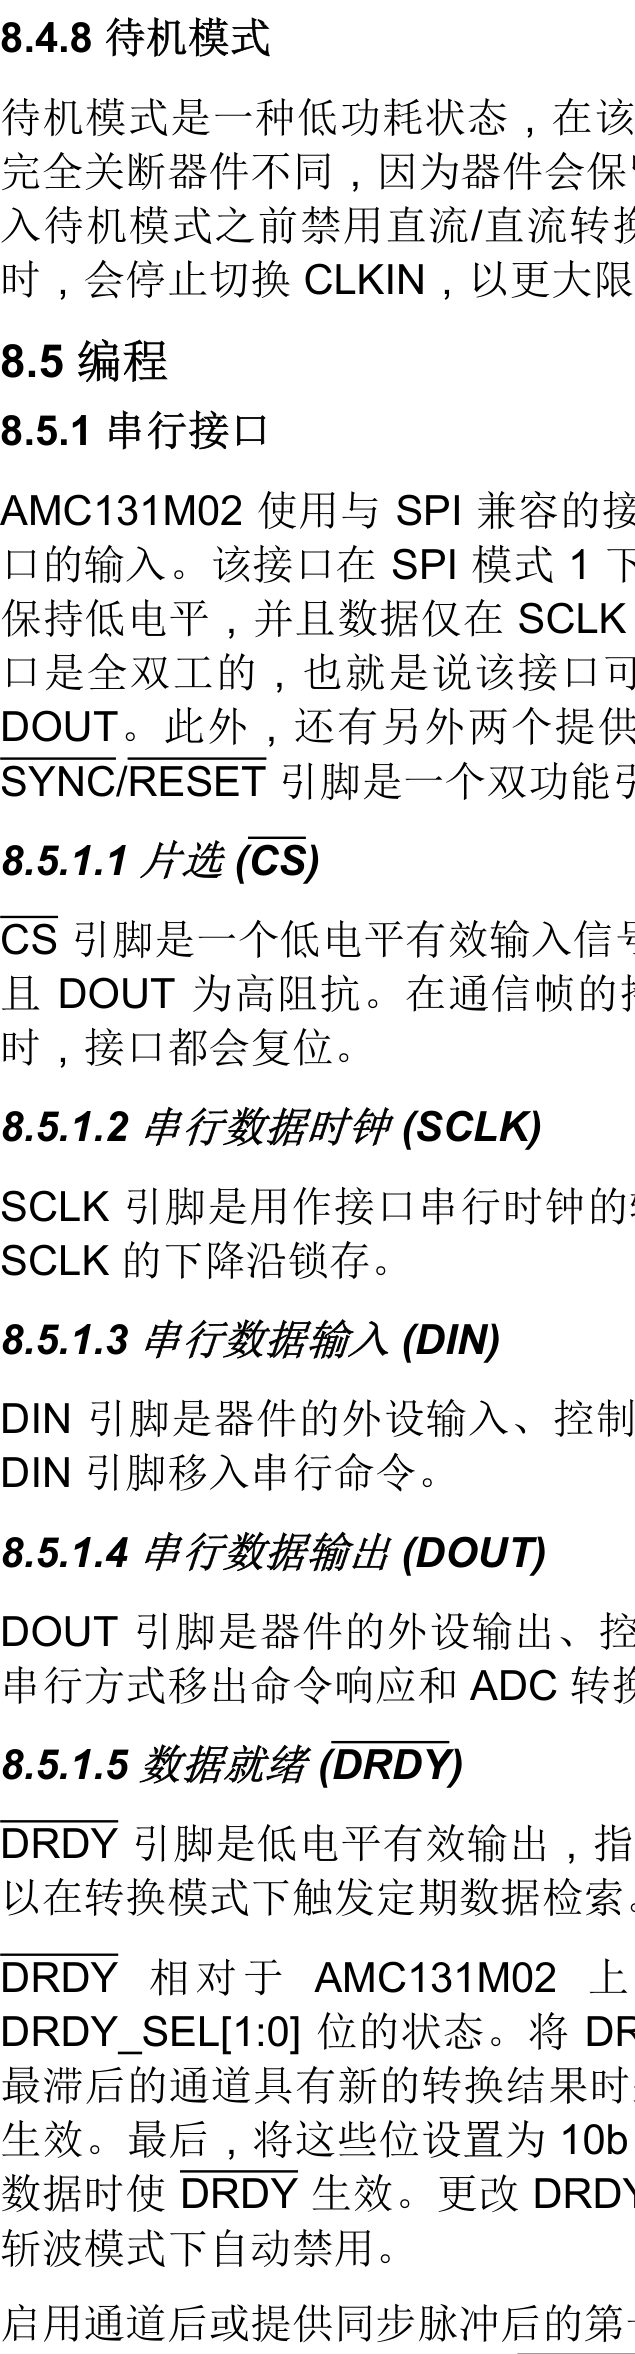 8.4.8 待机模式
待机模式是一种低功耗状态，在该
完全关断器件不同，因为器件会保
入待机模式之前禁用直流/直流转换
时，会停止切换 CLKIN，以更大限
8.5 编程
8.5.1 串行接口
AMC131M02 使用与 SPI 兼容的接
口的输入。该接口在 SPI 模式 1 下
保持低电平，并且数据仅在 SCLK
口是全双工的，也就是说该接口可
DOUT。此外，还有另外两个提供
SYNC/RESET 引脚是一个双功能引
8.5.1.1 片选 (CS)
CS 引脚是一个低电平有效输入信号
且 DOUT 为高阻抗。在通信帧的
时，接口都会复位。
8.5.1.2 串行数据时钟 (SCLK)
SCLK 引脚是用作接口串行时钟的
SCLK 的下降沿锁存。
8.5.1.3 串行数据输入 (DIN)
DIN 引脚是器件的外设输入、控制
DIN 引脚移入串行命令。
8.5.1.4 串行数据输出 (DOUT)
DOUT 引脚是器件的外设输出、控
串行方式移出命令响应和 ADC 转换
8.5.1.5 数据就绪 (DRDY)
DRDY 引脚是低电平有效输出，指
以在转换模式下触发定期数据检索。
DRDY 相对于 AMC131M02 上
DRDY_SEL[1:0] 位的状态。将 DR
最滞后的通道具有新的转换结果时
生效。最后，将这些位设置为 10b
数据时使 DRDY 生效。更改 DRDY
斩波模式下自动禁用。
启用通道后或提供同步脉冲后的第